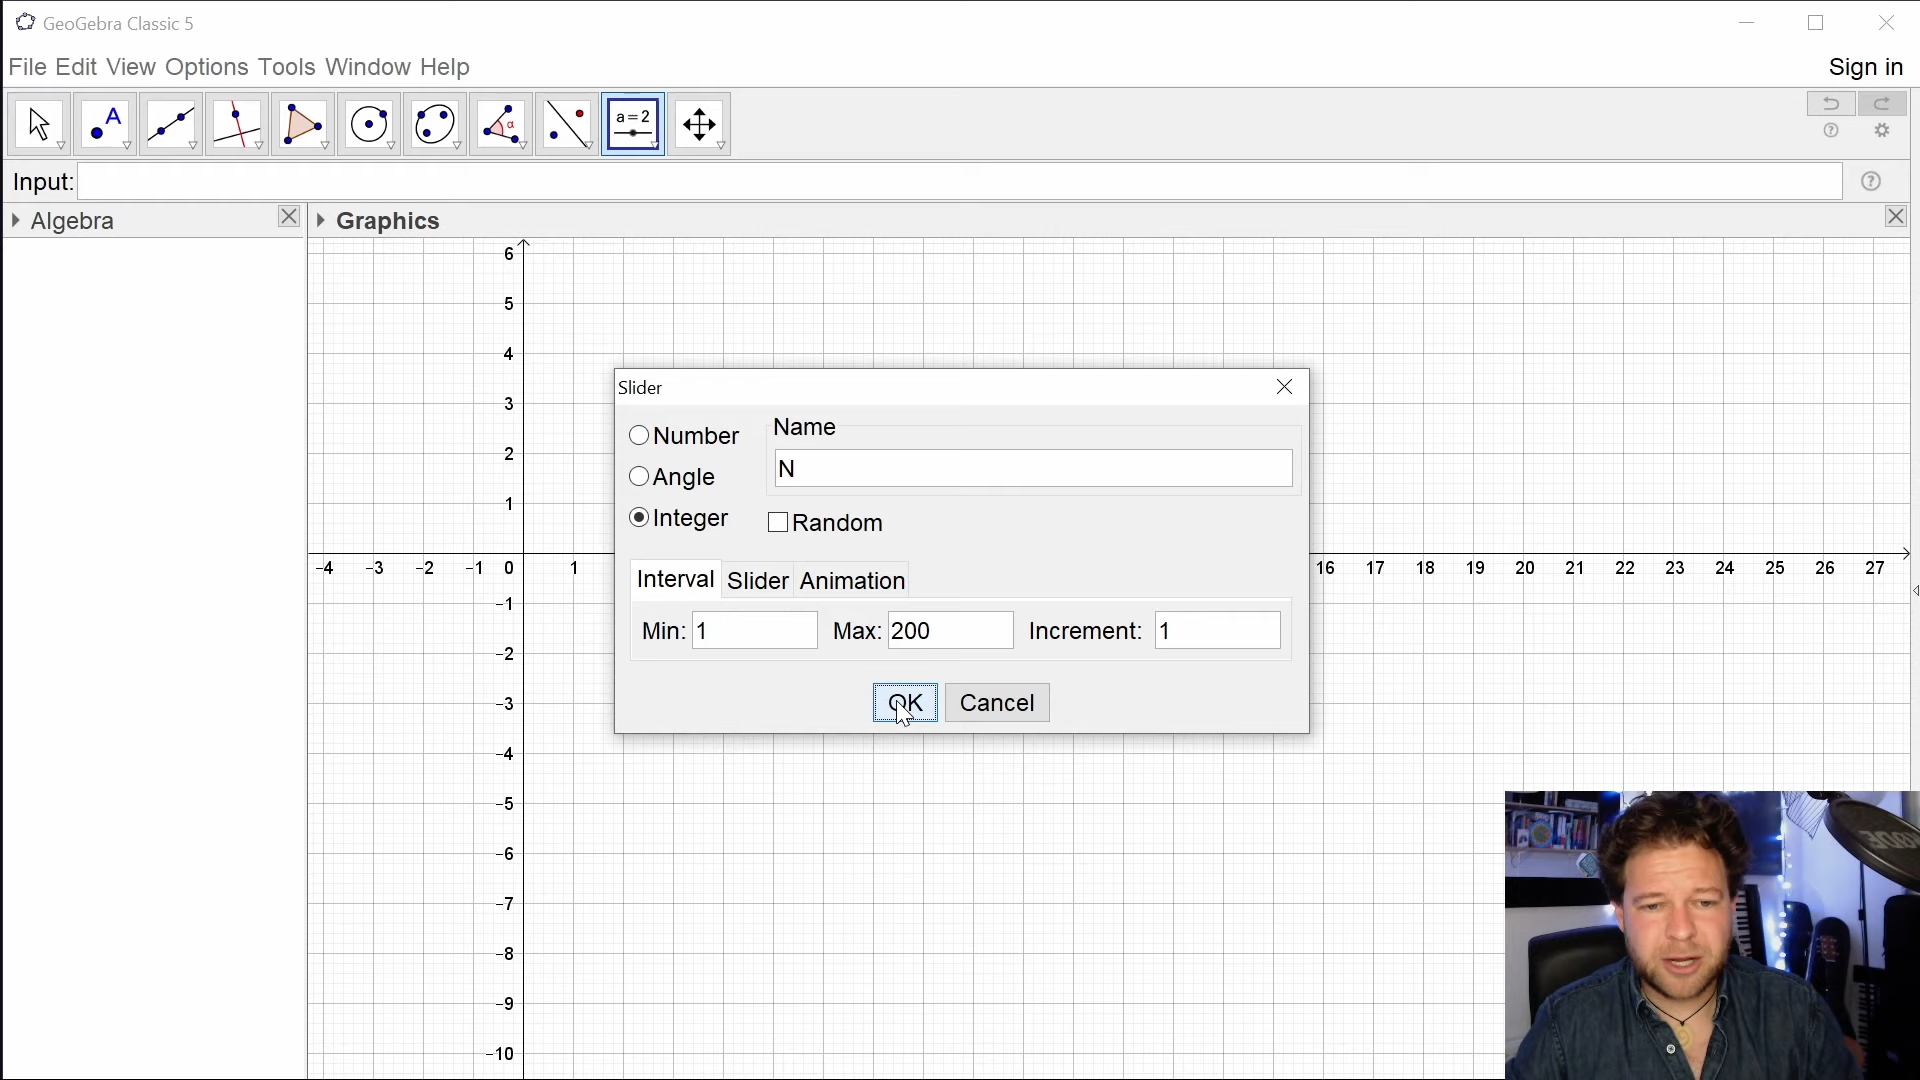 GeoGebra Classic 5
File Edit View Options Tools Window Help
Sign in
A
α
a=2
Input:
Algebra
Graphics
6
5
4
3
2
1
-4 -3 -2 -1 0 1 16 17 18 19 20 21 22 23 24 25 26 27
-1
-2
-3
-4
-5
-6
-7
-8
-9
-10
Slider
Number
Angle
Integer
Name
N
Random
Interval Slider Animation
Min: 1 Max: 200 Increment: 1
OK Cancel
RØDE